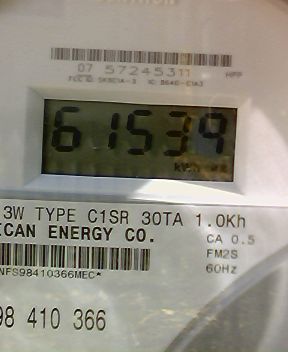 07 57245311 HPP
61539
3W TYPE C1SR 30TA 1.0Kh
ICAN ENERGY CO. CA 0.5
FM2S
NFS98410366MEC* 60Hz
98 410 366